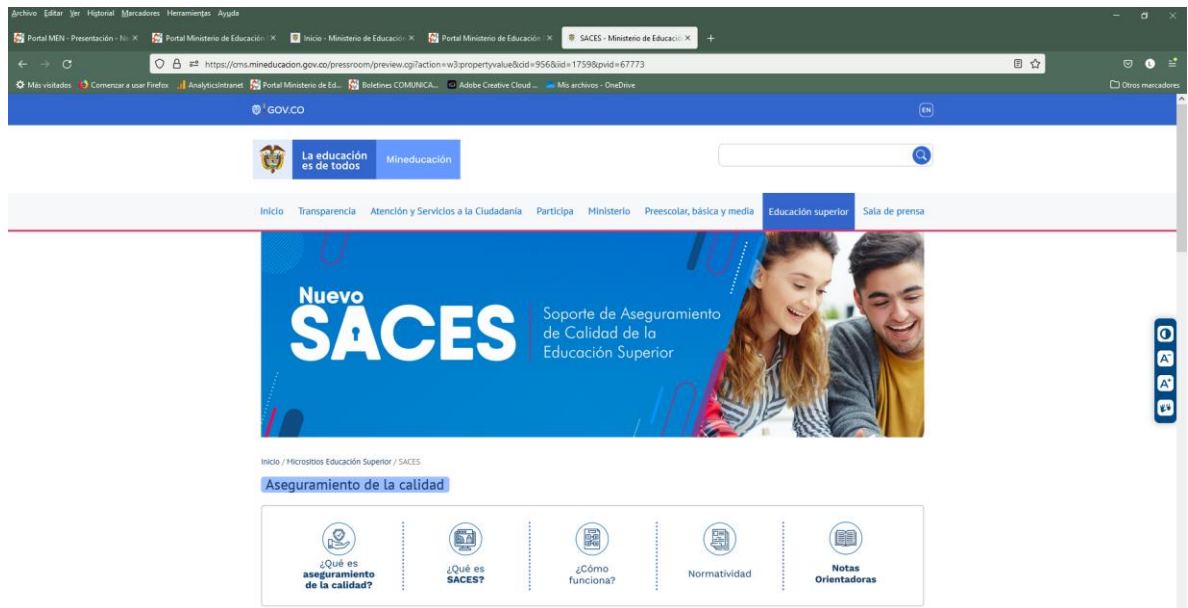 Archivo Editar Ver Historial Marcadores Herramientas Ayuda
Portal MEN - Presentación - No Portal Ministerio de Educación Inicio - Ministerio de Educación Portal Ministerio de Educación SACES - Ministerio de Educació
https://cms.mineducacion.gov.co/pressroom/preview.cgi?action=w3:propertyvalue&cid=956&iid=1759&pvid=67773
Más visitados Comenzar a usar Firefox AnalyticsIntranet Portal Ministerio de Ed... Boletines COMUNICA... Adobe Creative Cloud ... Mis archivos - OneDrive Otros marcadores
GOV.CO EN
La educación
es de todos
Mineducación
Inicio Transparencia Atención y Servicios a la Ciudadanía Participa Ministerio Preescolar, básica y media Educación superior Sala de prensa
Nuevo
SACES
Soporte de Aseguramiento
de Calidad de la
Educación Superior
A-
A+
Inicio / Micrositios Educación Superior / SACES
Aseguramiento de la calidad
¿Qué es
aseguramiento
de la calidad?
¿Qué es
SACES?
¿Cómo
funciona?
Normatividad
Notas
Orientadoras